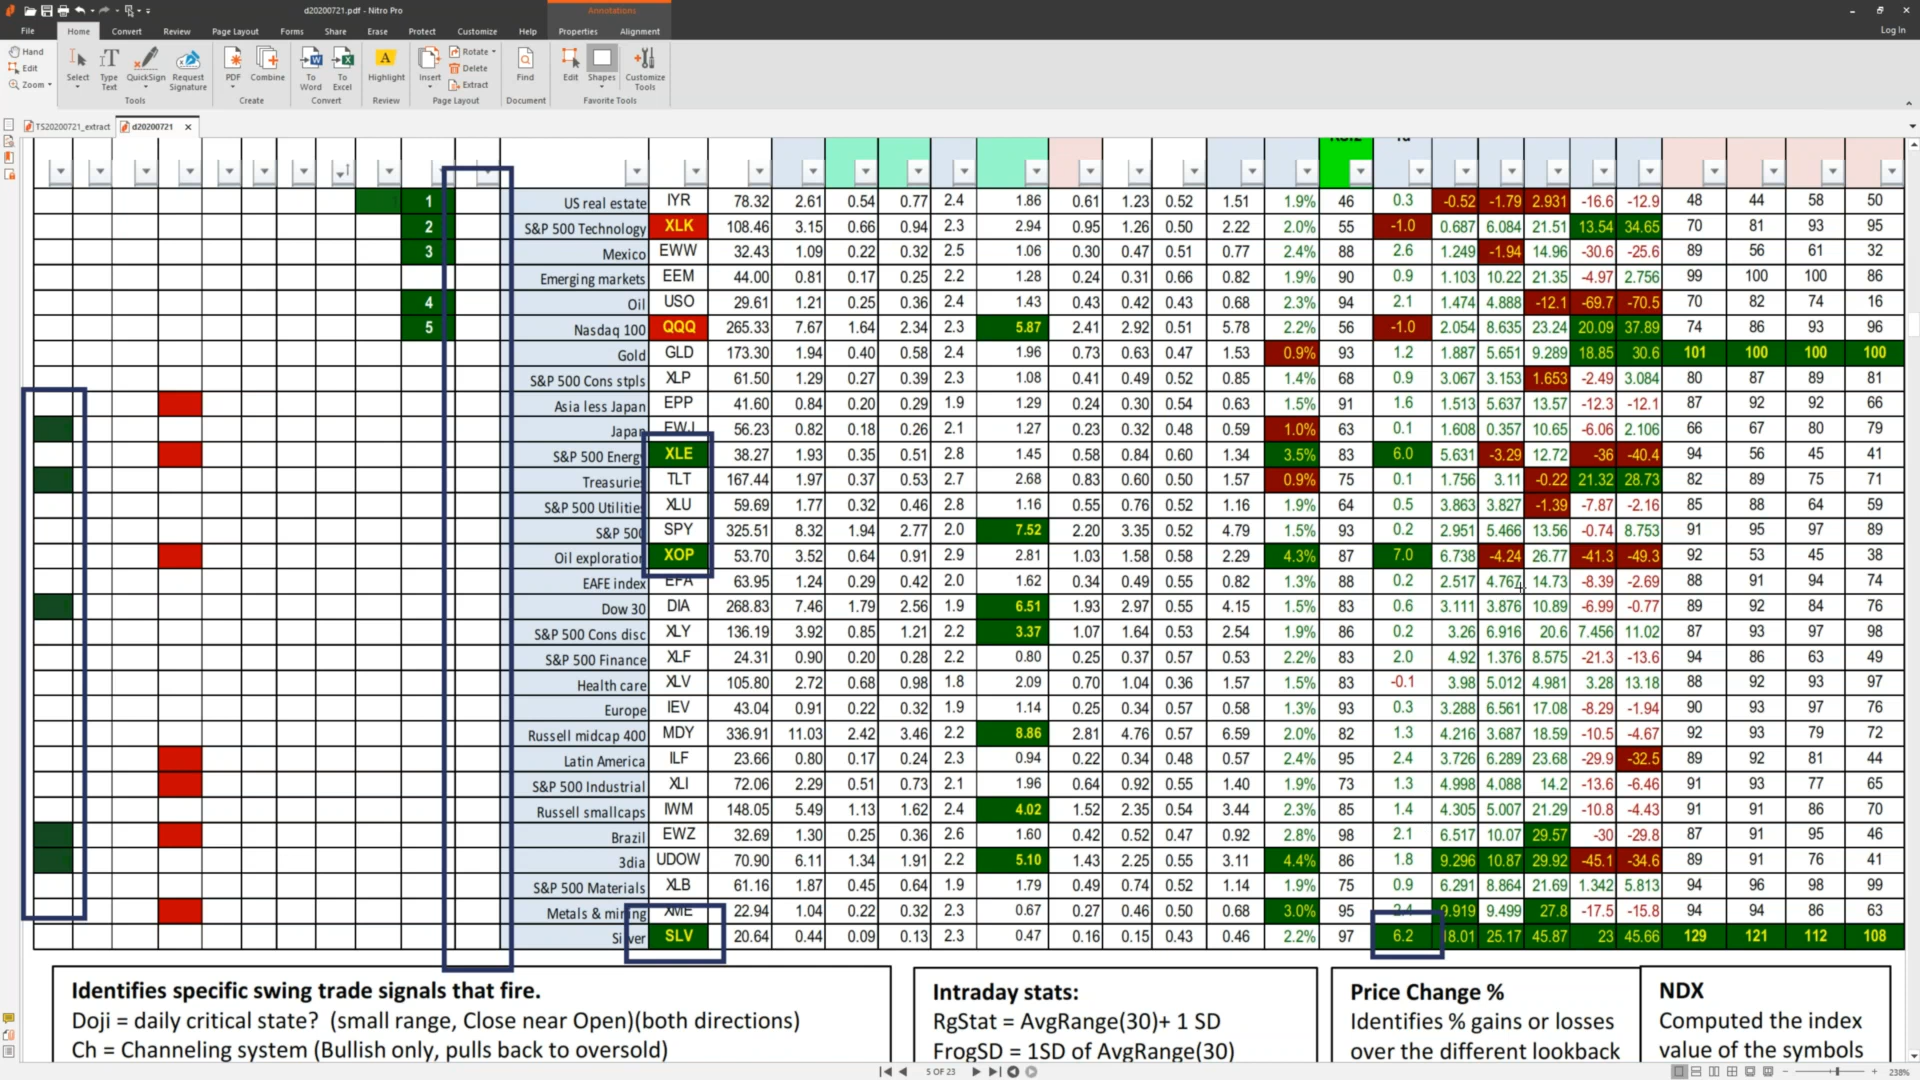 d20200721.pdf - Nitro Pro
Annotations
File Home Convert Review Page Layout Forms Share Erase Protect Customize Help Properties Alignment Log In
Hand
Edit
Zoom
Select
Type Text
QuickSign
Request Signature
PDF
Combine
To Word
To Excel
Highlight
Insert
Rotate
Delete
Extract
Find
Edit
Shapes
Customize Tools
Tools Create Convert Review Page Layout Document Favorite Tools
TS20200721_extract d20200721
1 US real estate IYR 78.32 2.61 0.54 0.77 2.4 1.86 0.61 1.23 0.52 1.51 1.9% 46 0.3 -0.52 -1.79 2.931 -16.6 -12.9 48 44 58 50
2 S&P 500 Technology XLK 108.46 3.15 0.66 0.94 2.3 2.94 0.95 1.26 0.50 2.22 2.0% 55 -1.0 0.687 6.084 21.51 13.54 34.65 70 81 93 95
3 Mexico EWW 32.43 1.09 0.22 0.32 2.5 1.06 0.30 0.47 0.51 0.77 2.4% 88 2.6 1.249 -1.94 14.96 -30.6 -25.6 89 56 61 32
Emerging markets EEM 44.00 0.81 0.17 0.25 2.2 1.28 0.24 0.31 0.66 0.82 1.9% 90 0.9 1.103 10.22 21.35 -4.97 2.756 99 100 100 86
4 Oil USO 29.61 1.21 0.25 0.36 2.4 1.43 0.43 0.42 0.43 0.68 2.3% 94 2.1 1.474 4.888 -12.1 -69.7 -70.5 70 82 74 16
5 Nasdaq 100 QQQ 265.33 7.67 1.64 2.34 2.3 5.87 2.41 2.92 0.51 5.78 2.2% 56 -1.0 2.054 8.635 23.24 20.09 37.89 74 86 93 96
Gold GLD 173.30 1.94 0.40 0.58 2.4 1.96 0.73 0.63 0.47 1.53 0.9% 93 1.2 1.887 5.651 9.289 18.85 30.6 101 100 100 100
S&P 500 Cons stpls XLP 61.50 1.29 0.27 0.39 2.3 1.08 0.41 0.49 0.52 0.85 1.4% 68 0.9 3.067 3.153 1.653 -2.49 3.084 80 87 89 81
Asia less Japan EPP 41.60 0.84 0.20 0.29 1.9 1.29 0.24 0.30 0.54 0.63 1.5% 91 1.6 1.513 5.637 13.57 -12.3 -12.1 87 92 92 66
Japan EWJ 56.23 0.82 0.18 0.26 2.1 1.27 0.23 0.32 0.48 0.59 1.0% 63 0.1 1.608 0.357 10.65 -6.06 2.106 66 67 80 79
S&P 500 Energy XLE 38.27 1.93 0.35 0.51 2.8 1.45 0.58 0.84 0.60 1.34 3.5% 83 6.0 5.631 -3.29 12.72 -36 -40.4 94 56 45 41
Treasuries TLT 167.44 1.97 0.37 0.53 2.7 2.68 0.83 0.60 0.50 1.57 0.9% 75 0.1 1.756 3.11 -0.22 21.32 28.73 82 89 75 71
S&P 500 Utilities XLU 59.69 1.77 0.32 0.46 2.8 1.16 0.55 0.76 0.52 1.16 1.9% 64 0.5 3.863 3.827 -1.39 -7.87 -2.16 85 88 64 59
S&P 500 SPY 325.51 8.32 1.94 2.77 2.0 7.52 2.20 3.35 0.52 4.79 1.5% 93 0.2 2.951 5.466 13.56 -0.74 8.753 91 95 97 89
Oil exploration XOP 53.70 3.52 0.64 0.91 2.9 2.81 1.03 1.58 0.58 2.29 4.3% 87 7.0 6.738 -4.24 26.77 -41.3 -49.3 92 53 45 38
EAFE index EFA 63.95 1.24 0.29 0.42 2.0 1.62 0.34 0.49 0.55 0.82 1.3% 88 0.2 2.517 4.767 14.73 -8.39 -2.69 88 91 94 74
Dow 30 DIA 268.83 7.46 1.79 2.56 1.9 6.51 1.93 2.97 0.55 4.15 1.5% 83 0.6 3.111 3.876 10.89 -6.99 -0.77 89 92 84 76
S&P 500 Cons disc XLY 136.19 3.92 0.85 1.21 2.2 3.37 1.07 1.64 0.53 2.54 1.9% 86 0.2 3.26 6.916 20.6 7.456 11.02 87 93 97 98
S&P 500 Finance XLF 24.31 0.90 0.20 0.28 2.2 0.80 0.25 0.37 0.57 0.53 2.2% 83 2.0 4.92 1.376 8.575 -21.3 -13.6 94 86 63 49
Health care XLV 105.80 2.72 0.68 0.98 1.8 2.09 0.70 1.04 0.36 1.57 1.5% 83 -0.1 3.98 5.012 4.981 3.28 13.18 88 92 93 97
Europe IEV 43.04 0.91 0.22 0.32 1.9 1.14 0.25 0.34 0.57 0.58 1.3% 93 0.3 3.288 6.561 17.08 -8.29 -1.94 90 93 97 76
Russell midcap 400 MDY 336.91 11.03 2.42 3.46 2.2 8.86 2.81 4.76 0.57 6.59 2.0% 82 1.3 4.216 3.687 18.59 -10.5 -4.67 92 93 79 72
Latin America ILF 23.66 0.80 0.17 0.24 2.3 0.94 0.22 0.34 0.48 0.57 2.4% 95 2.4 3.726 6.289 23.68 -29.9 -32.5 89 92 81 44
S&P 500 Industrial XLI 72.06 2.29 0.51 0.73 2.1 1.96 0.64 0.92 0.55 1.40 1.9% 73 1.3 4.998 4.088 14.2 -13.6 -6.46 91 93 77 65
Russell smallcaps IWM 148.05 5.49 1.13 1.62 2.4 4.02 1.52 2.35 0.54 3.44 2.3% 85 1.4 4.305 5.007 21.29 -10.8 -4.43 91 91 86 70
Brazil EWZ 32.69 1.30 0.25 0.36 2.6 1.60 0.42 0.52 0.47 0.92 2.8% 98 2.1 6.517 10.07 29.57 -30 -29.8 87 91 95 46
3dia UDOW 70.90 6.11 1.34 1.91 2.2 5.10 1.43 2.25 0.55 3.11 4.4% 86 1.8 9.296 10.87 29.92 -45.1 -34.6 89 91 76 41
S&P 500 Materials XLB 61.16 1.87 0.45 0.64 1.9 1.79 0.49 0.74 0.52 1.14 1.9% 75 0.9 6.291 8.864 21.69 1.342 5.813 94 96 98 99
Metals & mining XME 22.94 1.04 0.22 0.32 2.3 0.67 0.27 0.46 0.50 0.68 3.0% 95 2.4 9.919 9.499 27.8 -17.5 -15.8 94 94 86 63
Silver SLV 20.64 0.44 0.09 0.13 2.3 0.47 0.16 0.15 0.43 0.46 2.2% 97 6.2 18.01 25.17 45.87 23 45.66 129 121 112 108
Identifies specific swing trade signals that fire.
Doji = daily critical state? (small range, Close near Open)(both directions)
Ch = Channeling system (Bullish only, pulls back to oversold)
Intraday stats:
RgStat = AvgRange(30)+ 1 SD
FrogSD = 1SD of AvgRange(30)
Price Change %
Identifies % gains or losses
over the different lookback
NDX
Computed the index
value of the symbols
5 OF 23
238%